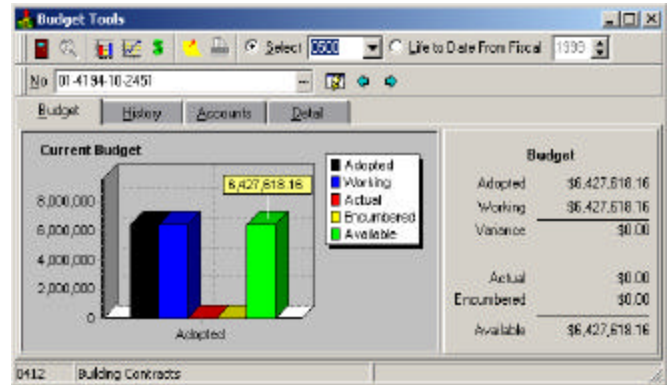 Budget Tools
Select 0500 Life to Date From Fiscal 1999
No 01-4194-10-2451
Budget History Accounts Detail
Current Budget
6,427,618.16
8,000,000
6,000,000
4,000,000
2,000,000
0
Adopted
Adopted
Working
Actual
Encumbered
Available
Budget
Adopted $6,427,618.16
Working $6,427,618.16
Variance $0.00
Actual $0.00
Encumbered $0.00
Available $6,427,618.16
0412 Building Contracts